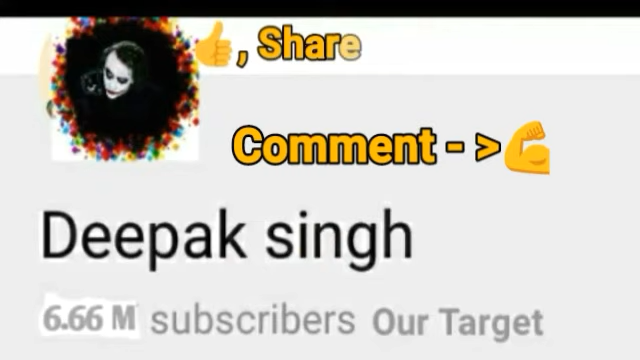 👍, Share
Comment - >💪
Deepak singh
6.66 M subscribers Our Target